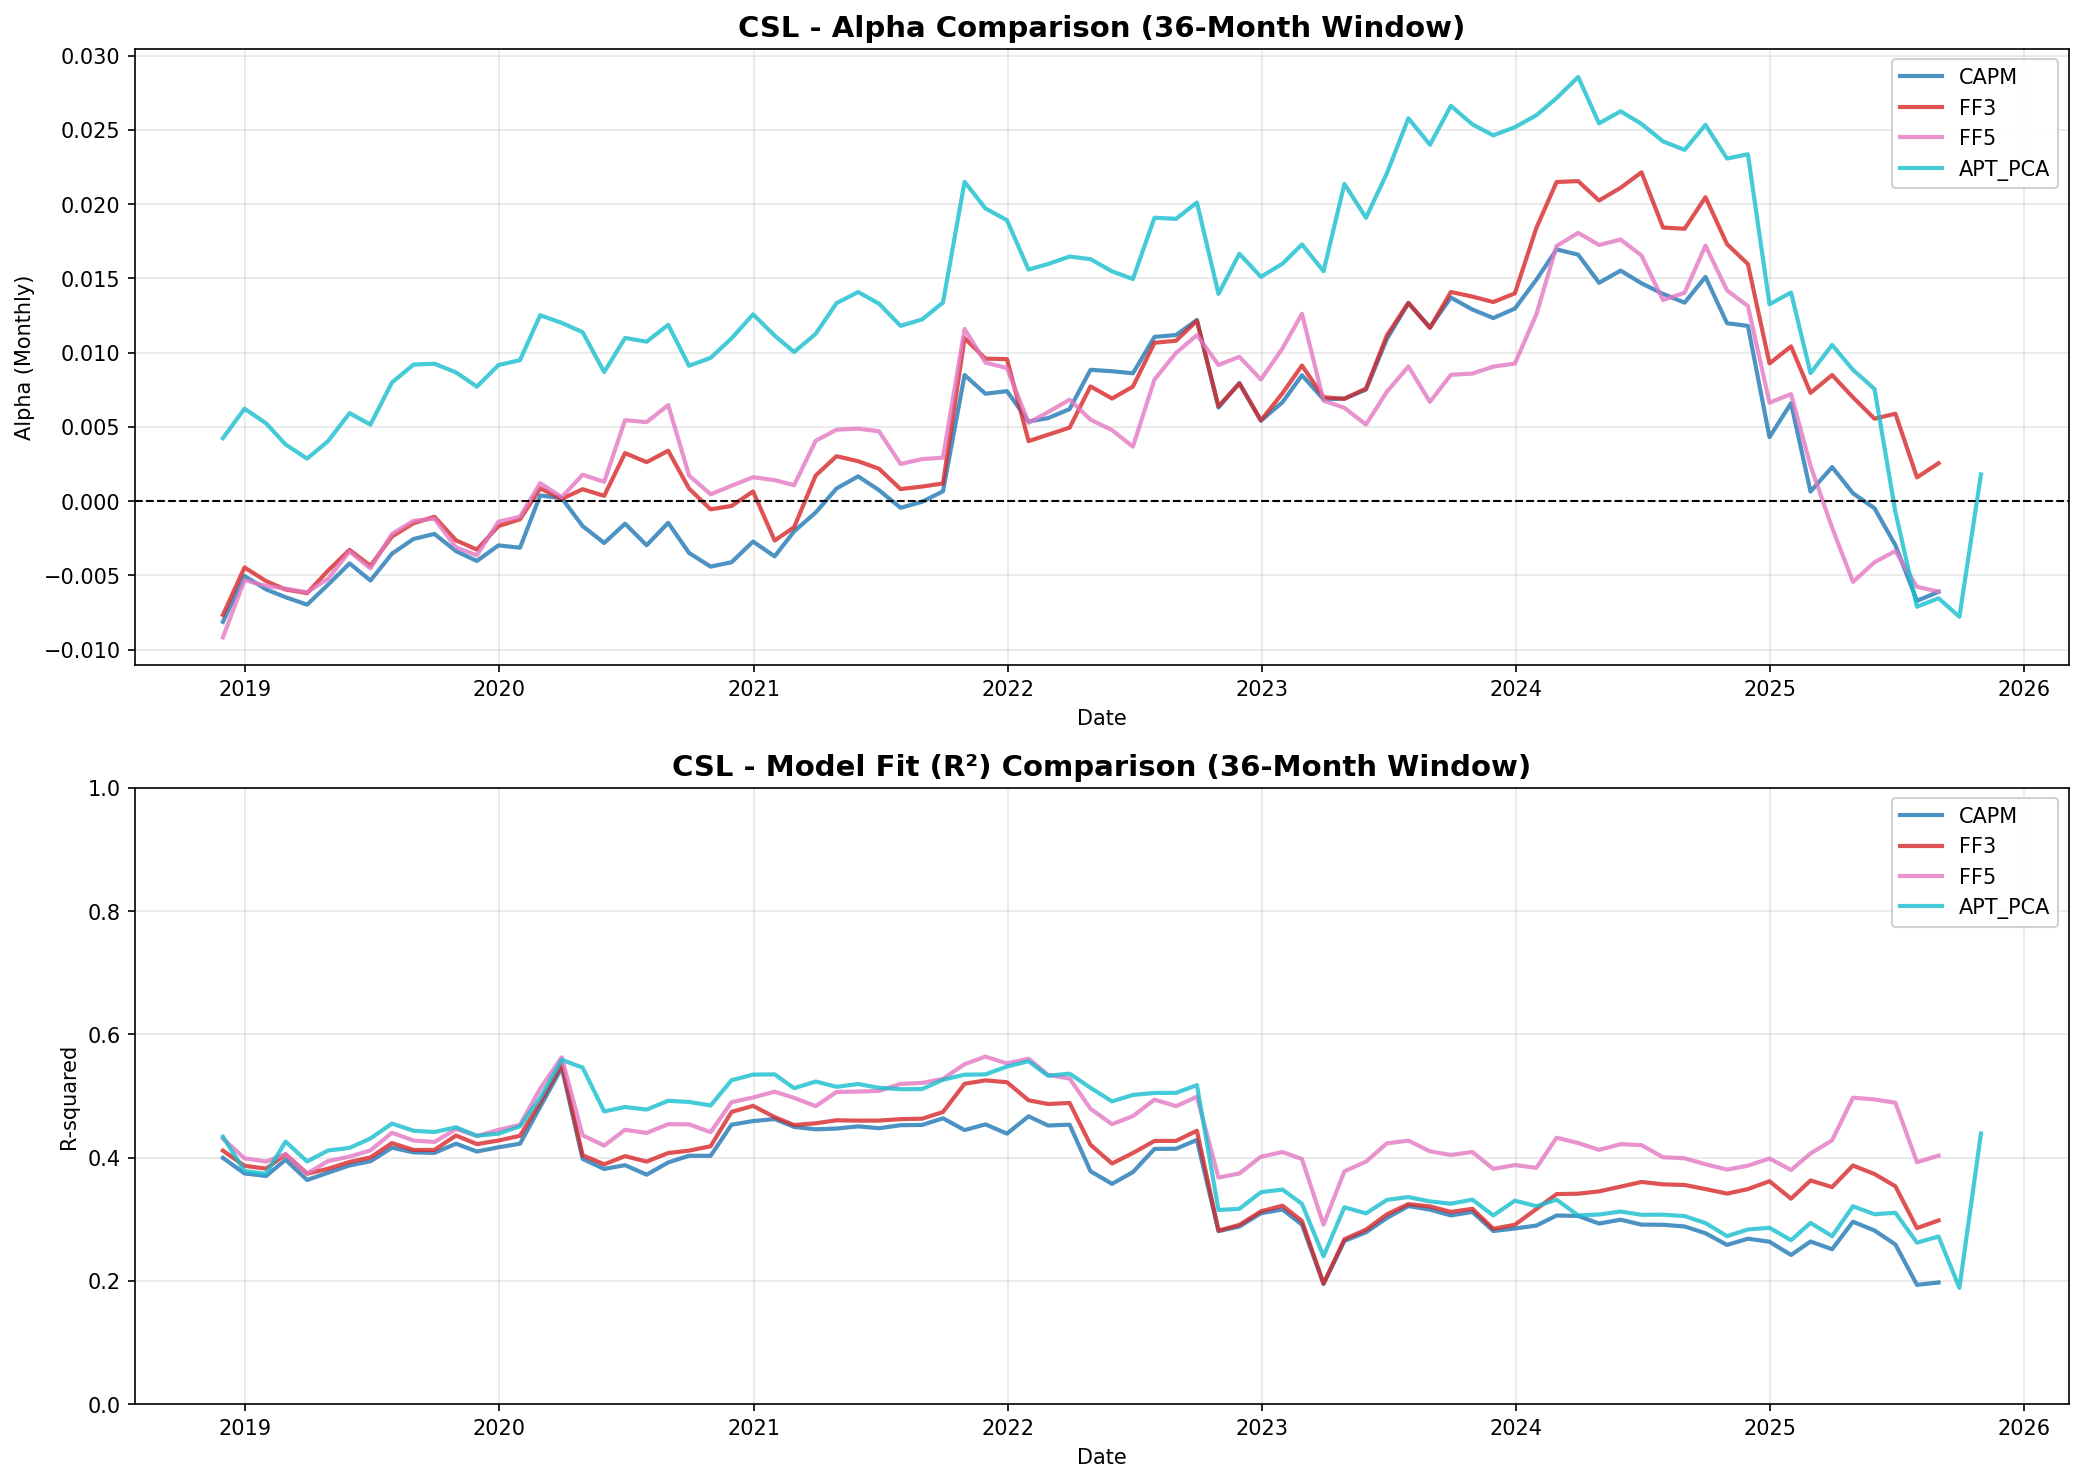 CSL - Alpha Comparison (36-Month Window)
0.030
0.025
0.020
0.015
0.010
0.005
0.000
−0.005
−0.010
Alpha (Monthly)
CAPM
FF3
FF5
APT_PCA
2019 2020 2021 2022 2023 2024 2025 2026
Date
CSL - Model Fit (R²) Comparison (36-Month Window)
1.0
0.8
0.6
0.4
0.2
0.0
R-squared
CAPM
FF3
FF5
APT_PCA
2019 2020 2021 2022 2023 2024 2025 2026
Date